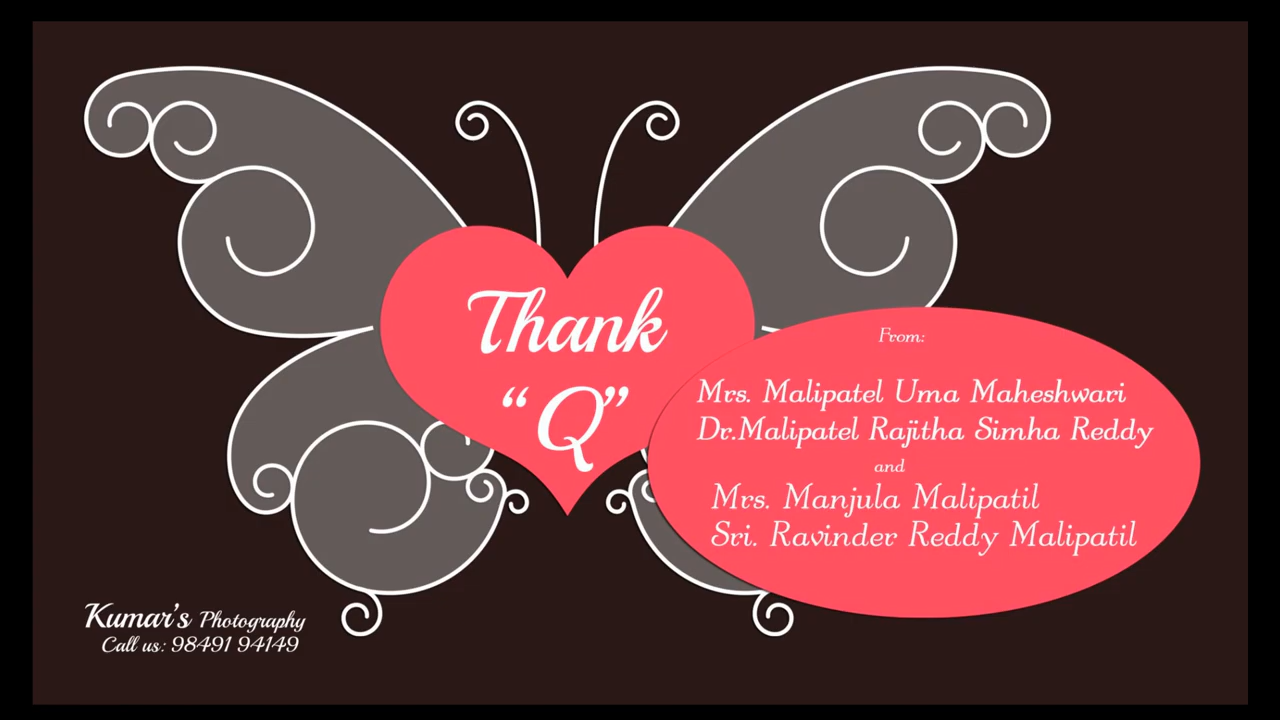 Thank
“Q”
From:
Mrs. Malipatel Uma Maheshwari
Dr.Malipatel Rajitha Simha Reddy
and
Mrs. Manjula Malipatil
Sri. Ravinder Reddy Malipatil
Kumar's Photography
Call us: 98491 94149